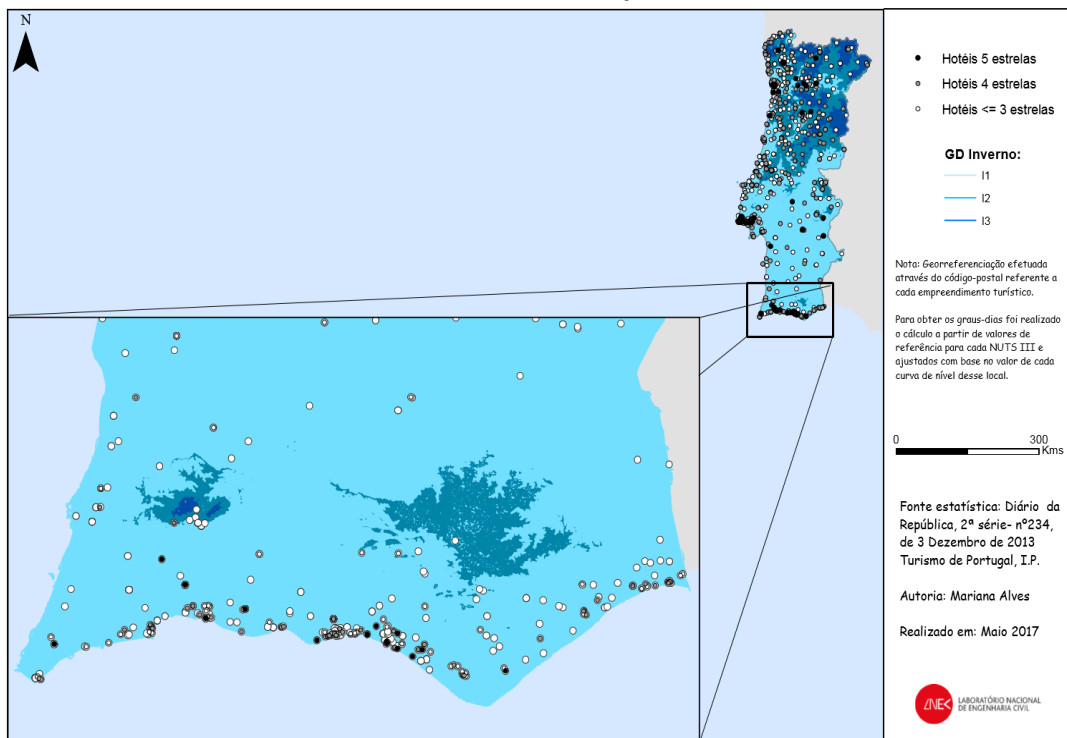 N
Hotéis 5 estrelas
Hotéis 4 estrelas
Hotéis <= 3 estrelas
GD Inverno:
I1
I2
I3
Nota: Georreferenciação efetuada
através do código-postal referente a
cada empreendimento turístico.
Para obter os graus-dias foi realizado
o cálculo a partir de valores de
referência para cada NUTS III e
ajustados com base no valor de cada
curva de nível desse local.
0 300
Kms
Fonte estatística: Diário da
República, 2ª série- nº234,
de 3 Dezembro de 2013
Turismo de Portugal, I.P.
Autoria: Mariana Alves
Realizado em: Maio 2017
LNEC
LABORATÓRIO NACIONAL
DE ENGENHARIA CIVIL